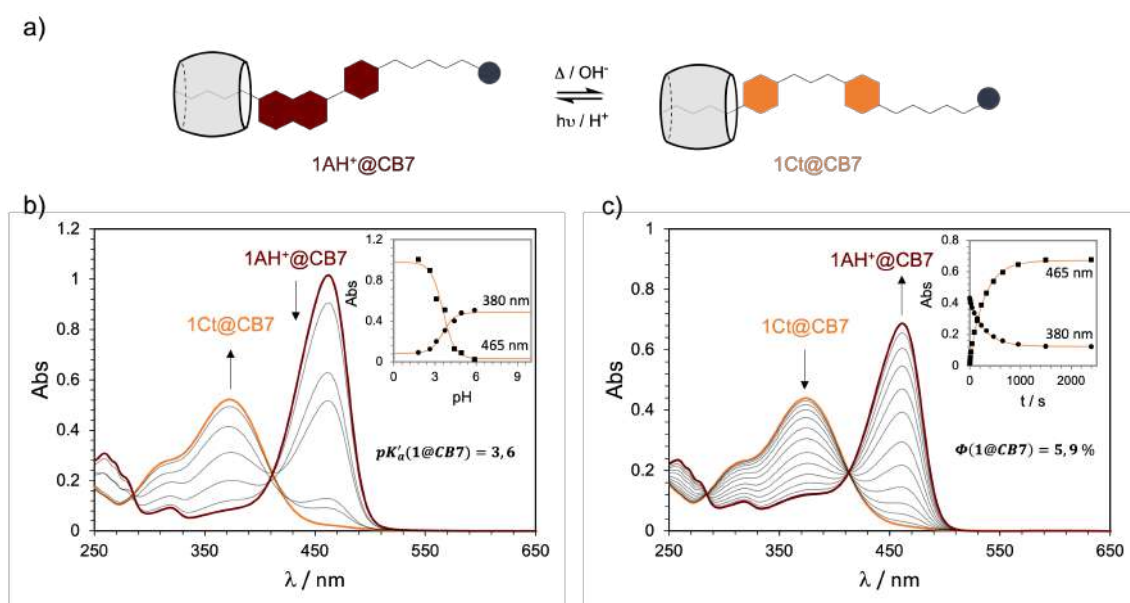 a)
Δ / OH-
hυ / H+
1AH+@CB7
1Ct@CB7
b)
1.2
1
0.8
0.6
0.4
0.2
0
Abs
250
350
450
550
650
λ / nm
1AH+@CB7
1Ct@CB7
1.2
0.8
0.4
0
Abs
0
3
6
9
pH
380 nm
465 nm
pK′a(1@CB7) = 3,6
c)
1
0.8
0.6
0.4
0.2
0
Abs
250
350
450
550
650
λ / nm
1AH+@CB7
1Ct@CB7
0.8
0.6
0.4
0.2
0
Abs
0
1000
2000
t / s
465 nm
380 nm
Φ(1@CB7) = 5,9 %